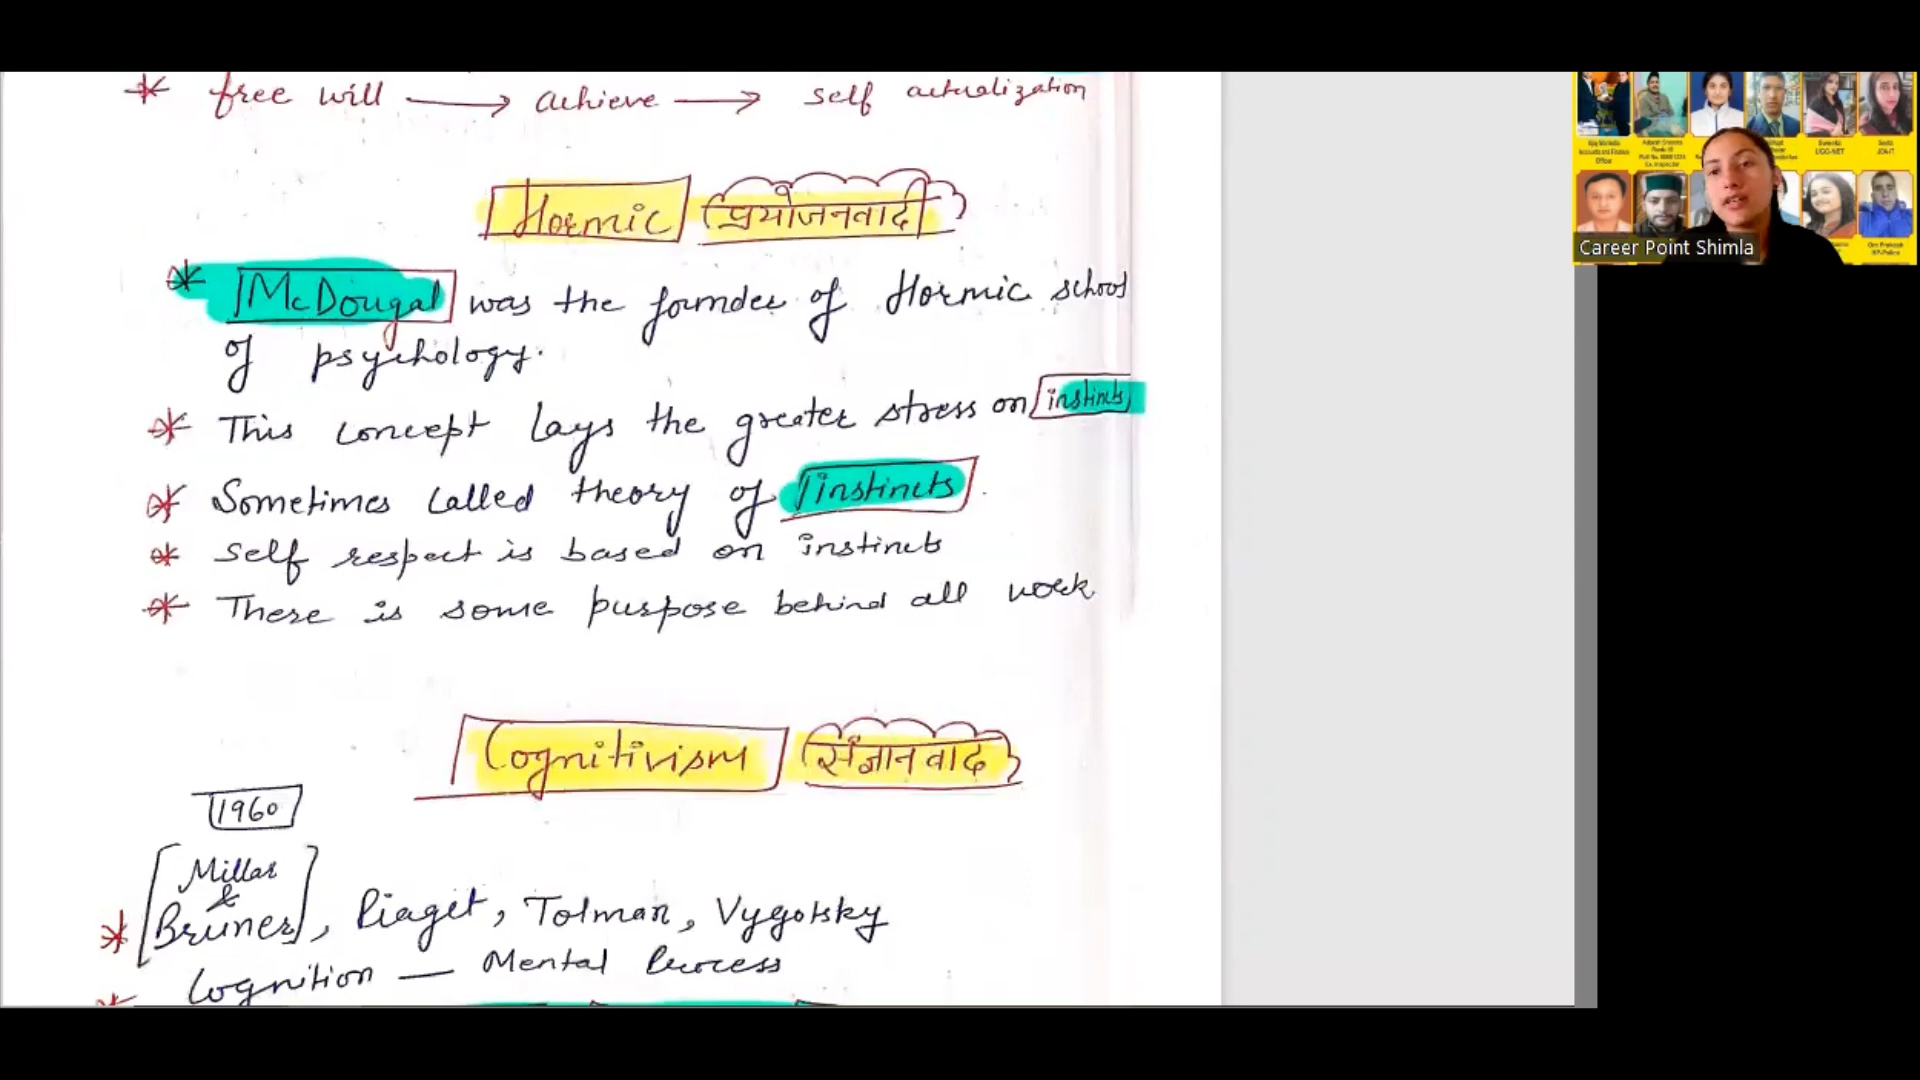 * free will → achieve → self actualization
Hormic प्रयोजनवादी
* McDougal was the founder of Hormic school
of psychology.
* This concept lays the greater stress on instincts
* Sometimes called theory of instincts.
* Self respect is based on instincts
* There is some purpose behind all work
Cognitivism संज्ञानवाद
1960
Millar
&
* Bruner, Piaget, Tolman, Vygotsky
* Cognition — Mental Process
Career Point Shimla